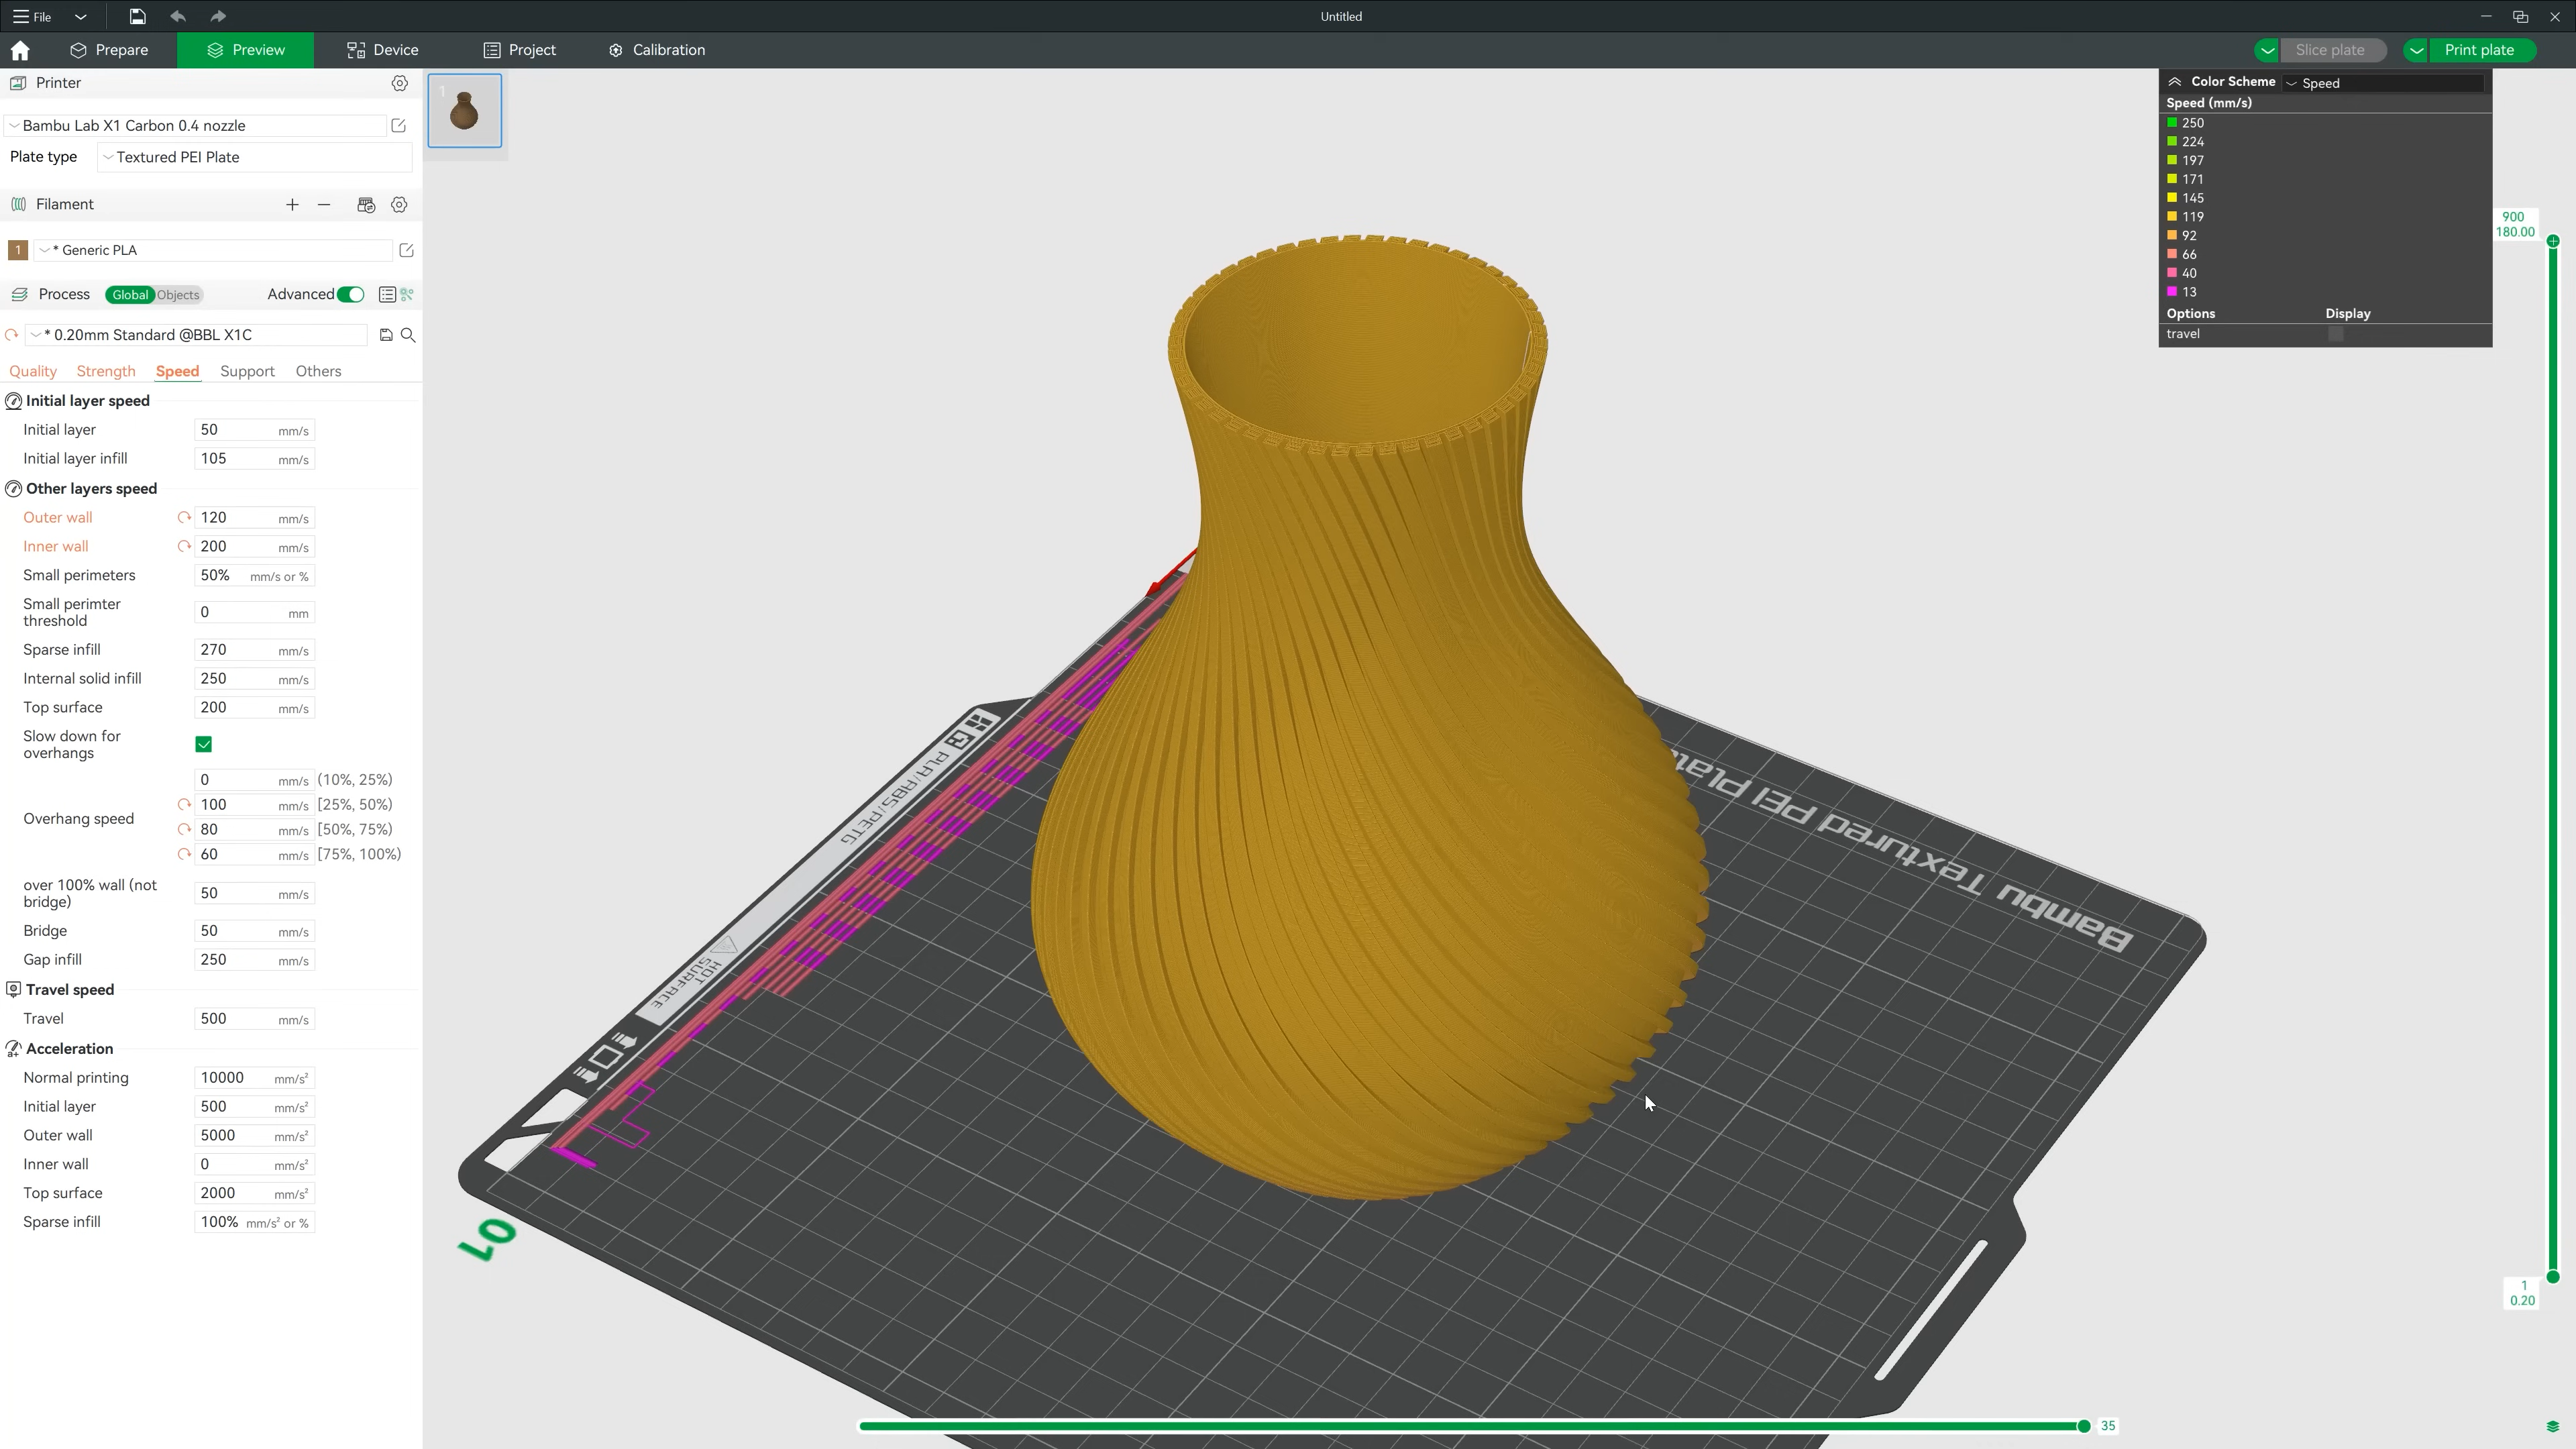 File
Untitled
Prepare
Preview
Device
Project
Calibration
Slice plate
Print plate
Printer
Bambu Lab X1 Carbon 0.4 nozzle
Plate type
Textured PEI Plate
Filament
1
* Generic PLA
Process
Global
Objects
Advanced
* 0.20mm Standard @BBL X1C
Quality
Strength
Speed
Support
Others
Initial layer speed
Initial layer 50 mm/s
Initial layer infill 105 mm/s
Other layers speed
Outer wall 120 mm/s
Inner wall 200 mm/s
Small perimeters 50% mm/s or %
Small perimter
threshold
0 mm
Sparse infill 270 mm/s
Internal solid infill 250 mm/s
Top surface 200 mm/s
Slow down for
overhangs
Overhang speed
0 mm/s (10%, 25%)
100 mm/s [25%, 50%)
80 mm/s [50%, 75%)
60 mm/s [75%, 100%)
over 100% wall (not
bridge)
50 mm/s
Bridge 50 mm/s
Gap infill 250 mm/s
Travel speed
Travel 500 mm/s
Acceleration
Normal printing 10000 mm/s²
Initial layer 500 mm/s²
Outer wall 5000 mm/s²
Inner wall 0 mm/s²
Top surface 2000 mm/s²
Sparse infill 100% mm/s² or %
1
Color Scheme
Speed
Speed (mm/s)
250
224
197
171
145
119
92
66
40
13
Options
Display
travel
900
180.00
1
0.20
35
PLA/ABS/PETG
HOT
SURFACE
Bambu Textured PEI Plate
01